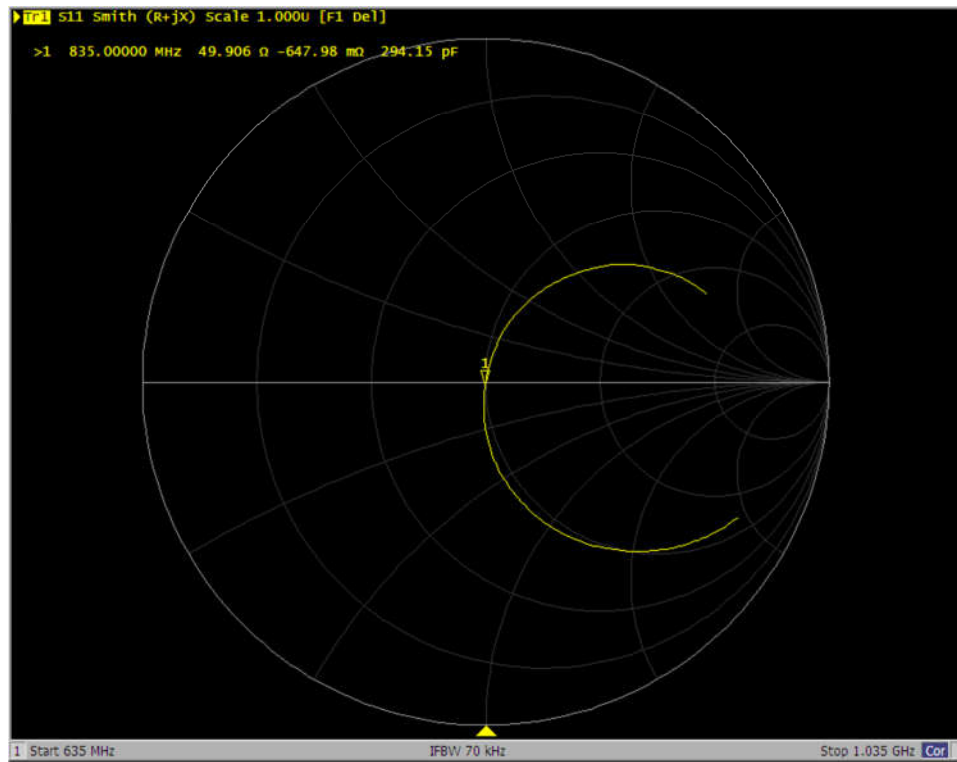 Tr1 S11 Smith (R+jX) Scale 1.000U [F1 Del]
>1 835.00000 MHz 49.906 Ω -647.98 mΩ 294.15 pF
1
1 Start 635 MHz IFBW 70 kHz Stop 1.035 GHz Cor